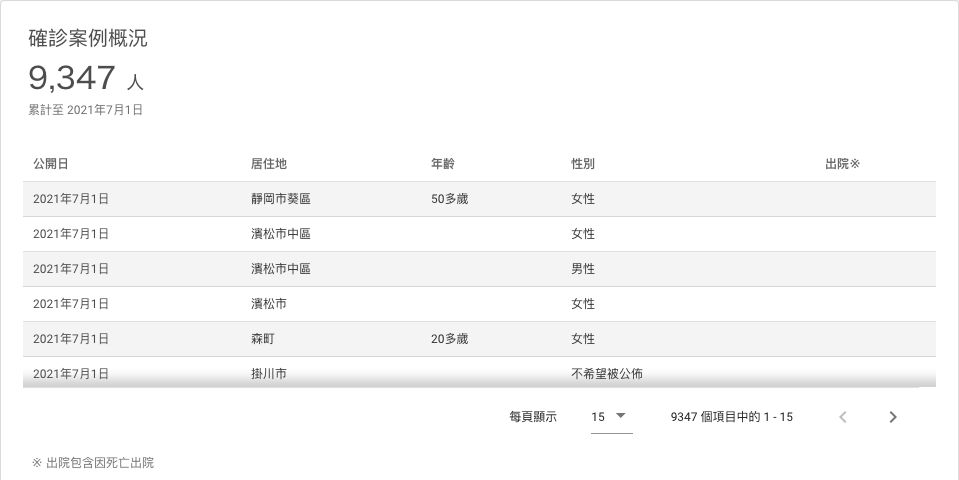 確診案例概況
9,347 人
累計至 2021年7月1日
公開日 居住地 年齡 性別 出院※
2021年7月1日 靜岡市葵區 50多歲 女性
2021年7月1日 濱松市中區 女性
2021年7月1日 濱松市中區 男性
2021年7月1日 濱松市 女性
2021年7月1日 森町 20多歲 女性
2021年7月1日 掛川市 不希望被公佈
每頁顯示 15 9347 個項目中的 1 - 15
※ 出院包含因死亡出院